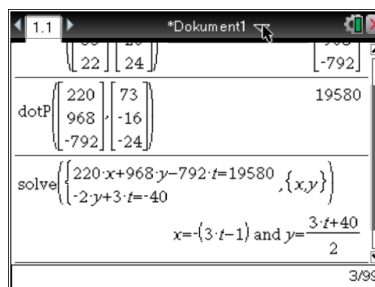 1.1 *Dokument1
22 24 -792
dotP([220 968 -792],[73 -16 -24]) 19580
solve({220·x+968·y−792·t=19580
-2·y+3·t=-40 ,{x,y})
x=-(3·t−1) and y=(3·t+40)/2
3/99